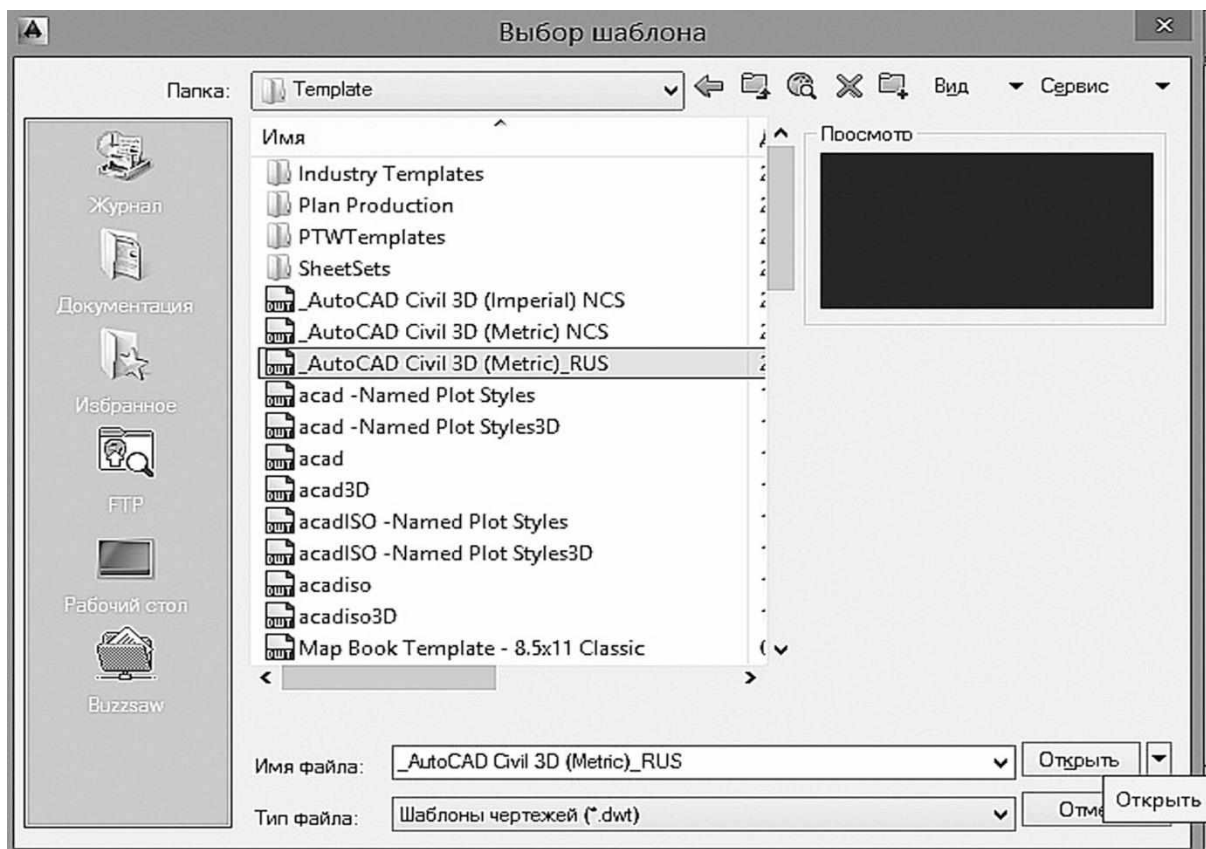 Выбор шаблона
Папка:
Template
Вид
Сервис
Журнал
Документация
Избранное
FTP
Рабочий стол
Buzzsaw
Имя
Industry Templates
Plan Production
PTWTemplates
SheetSets
_AutoCAD Civil 3D (Imperial) NCS
_AutoCAD Civil 3D (Metric) NCS
_AutoCAD Civil 3D (Metric)_RUS
acad -Named Plot Styles
acad -Named Plot Styles3D
acad
acad3D
acadISO -Named Plot Styles
acadISO -Named Plot Styles3D
acadiso
acadiso3D
Map Book Template - 8.5x11 Classic
Просмотр
Имя файла:
_AutoCAD Civil 3D (Metric)_RUS
Открыть
Тип файла:
Шаблоны чертежей (*.dwt)
Открыть